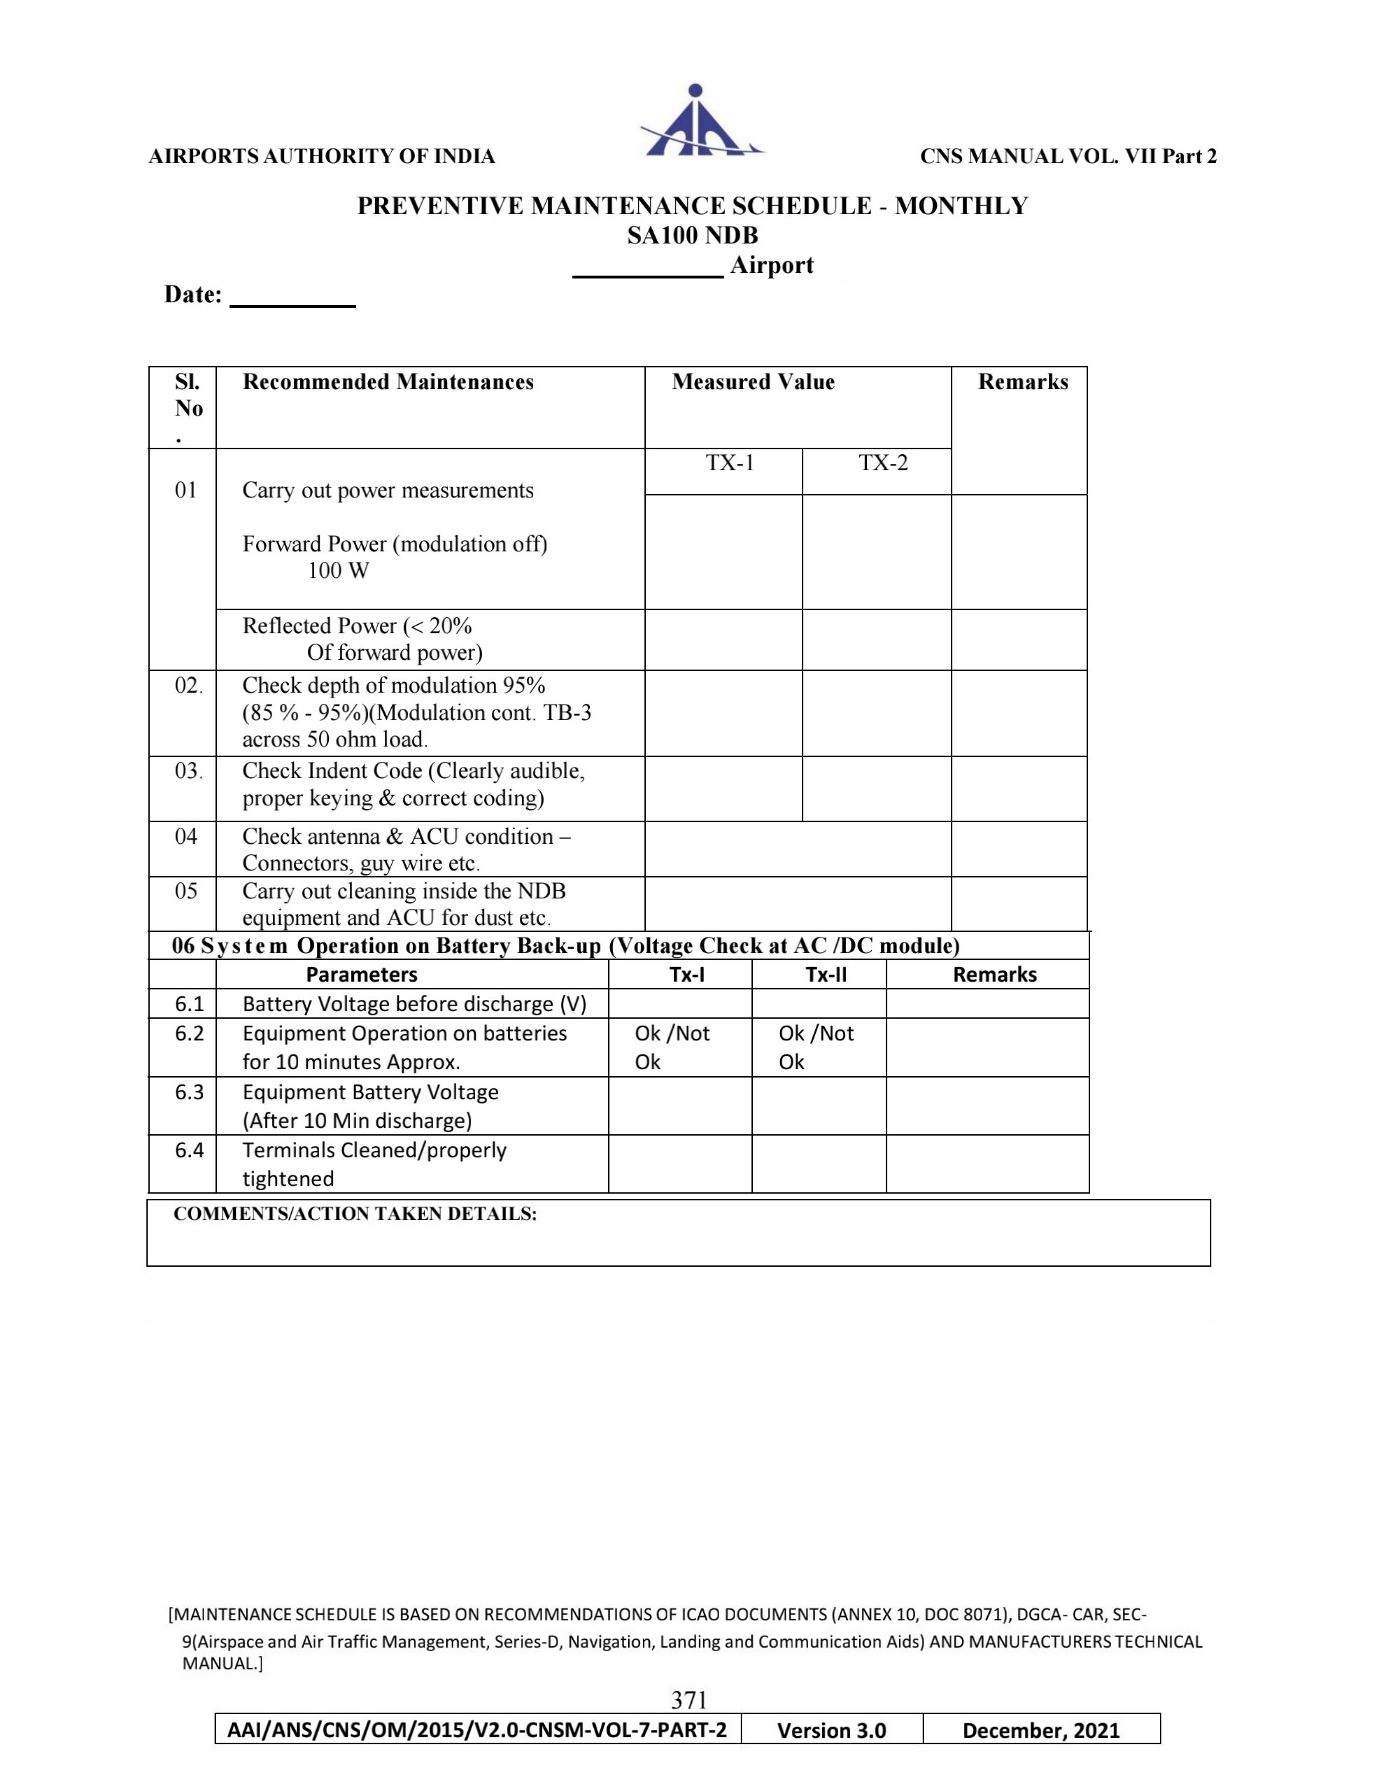 AIRPORTS AUTHORITY OF INDIA CNS MANUAL VOL. VII Part 2
PREVENTIVE MAINTENANCE SCHEDULE - MONTHLY
SA100 NDB
____________ Airport
Date: __________
Sl. No . Recommended Maintenances Measured Value Remarks
TX-1 TX-2
01 Carry out power measurements
Forward Power (modulation off)
100 W
Reflected Power (< 20%
Of forward power)
02. Check depth of modulation 95%
(85 % - 95%)(Modulation cont. TB-3
across 50 ohm load.
03. Check Indent Code (Clearly audible,
proper keying & correct coding)
04 Check antenna & ACU condition –
Connectors, guy wire etc.
05 Carry out cleaning inside the NDB
equipment and ACU for dust etc.
06 System Operation on Battery Back-up (Voltage Check at AC /DC module)
Parameters Tx-I Tx-II Remarks
6.1 Battery Voltage before discharge (V)
6.2 Equipment Operation on batteries Ok /Not Ok /Not
for 10 minutes Approx. Ok Ok
6.3 Equipment Battery Voltage
(After 10 Min discharge)
6.4 Terminals Cleaned/properly
tightened
COMMENTS/ACTION TAKEN DETAILS:
[MAINTENANCE SCHEDULE IS BASED ON RECOMMENDATIONS OF ICAO DOCUMENTS (ANNEX 10, DOC 8071), DGCA- CAR, SEC-
9(Airspace and Air Traffic Management, Series-D, Navigation, Landing and Communication Aids) AND MANUFACTURERS TECHNICAL
MANUAL.]
371
AAI/ANS/CNS/OM/2015/V2.0-CNSM-VOL-7-PART-2 Version 3.0 December, 2021